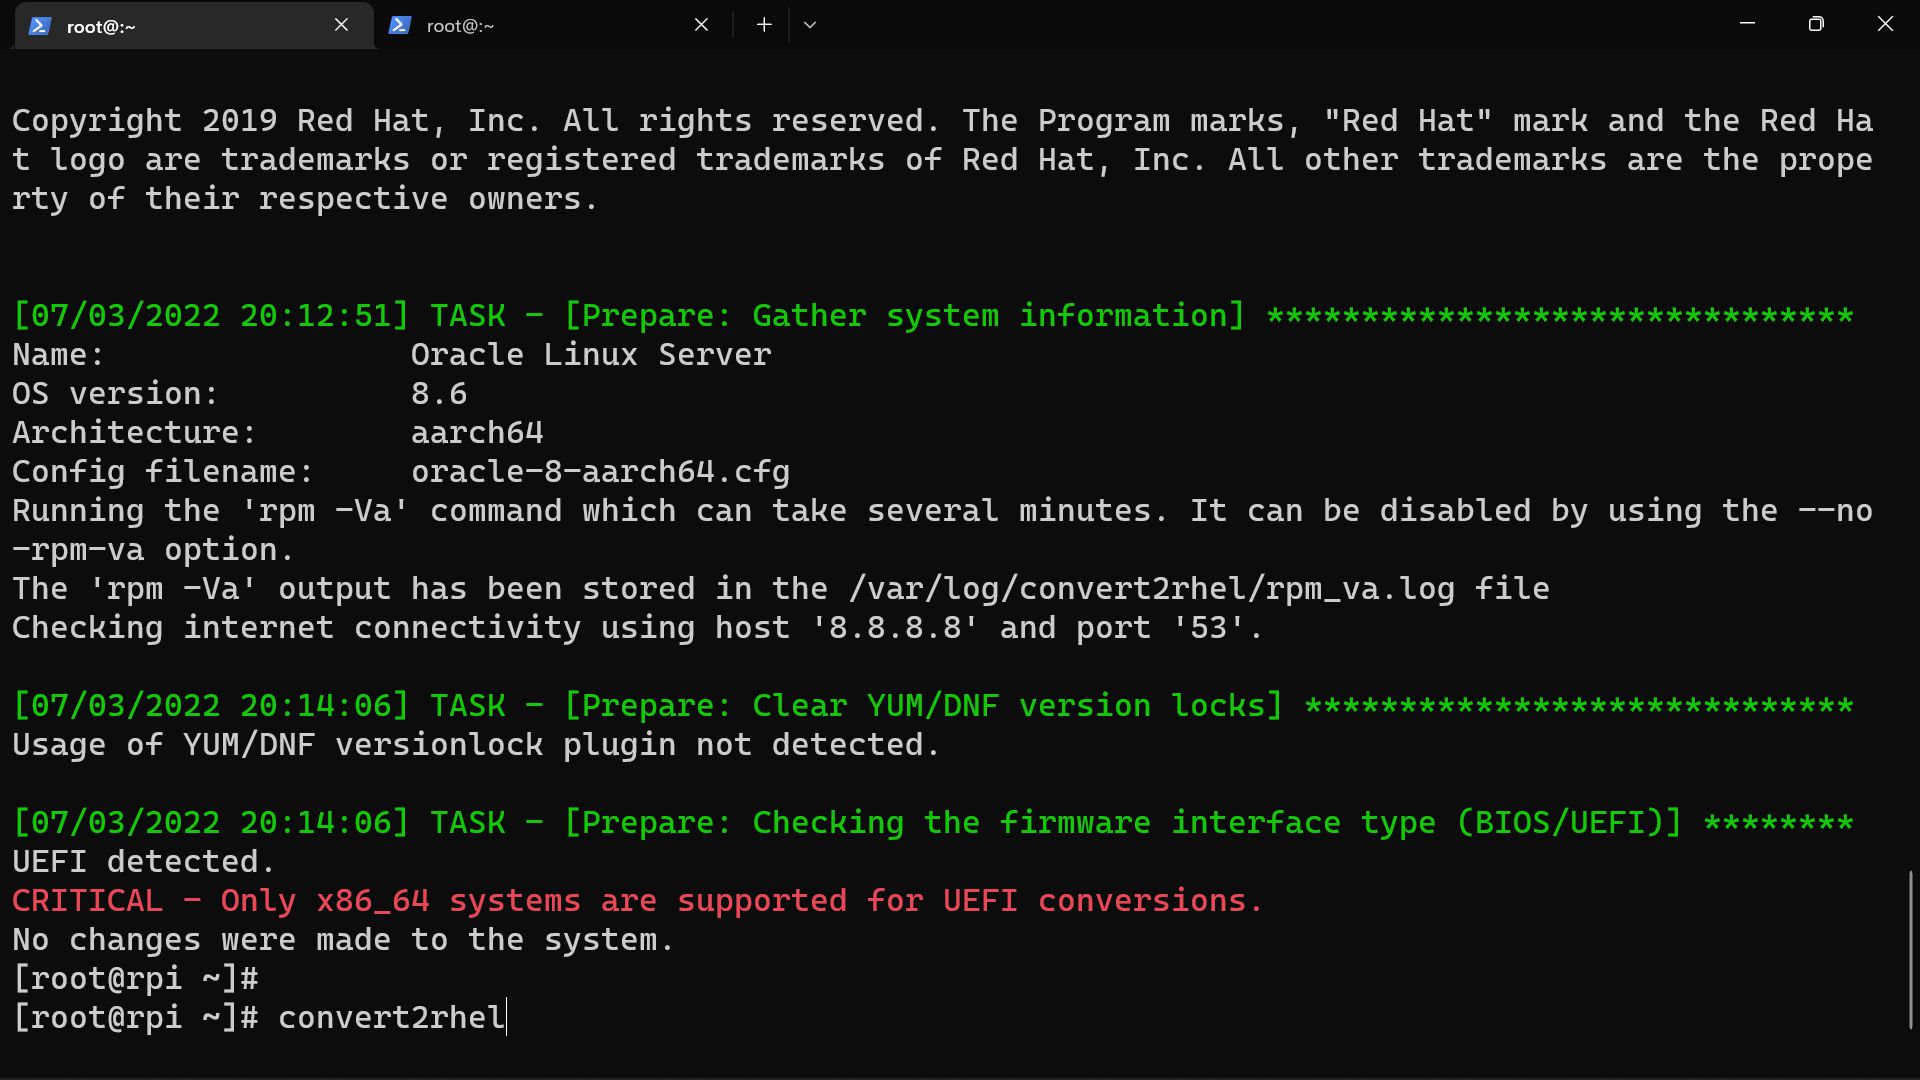 root@:~
root@:~
Copyright 2019 Red Hat, Inc. All rights reserved. The Program marks, "Red Hat" mark and the Red Ha
t logo are trademarks or registered trademarks of Red Hat, Inc. All other trademarks are the prope
rty of their respective owners.
[07/03/2022 20:12:51] TASK - [Prepare: Gather system information] *******************************
Name:                Oracle Linux Server
OS version:          8.6
Architecture:        aarch64
Config filename:     oracle-8-aarch64.cfg
Running the 'rpm -Va' command which can take several minutes. It can be disabled by using the --no
-rpm-va option.
The 'rpm -Va' output has been stored in the /var/log/convert2rhel/rpm_va.log file
Checking internet connectivity using host '8.8.8.8' and port '53'.
[07/03/2022 20:14:06] TASK - [Prepare: Clear YUM/DNF version locks] *****************************
Usage of YUM/DNF versionlock plugin not detected.
[07/03/2022 20:14:06] TASK - [Prepare: Checking the firmware interface type (BIOS/UEFI)] ********
UEFI detected.
CRITICAL - Only x86_64 systems are supported for UEFI conversions.
No changes were made to the system.
[root@rpi ~]#
[root@rpi ~]# convert2rhel